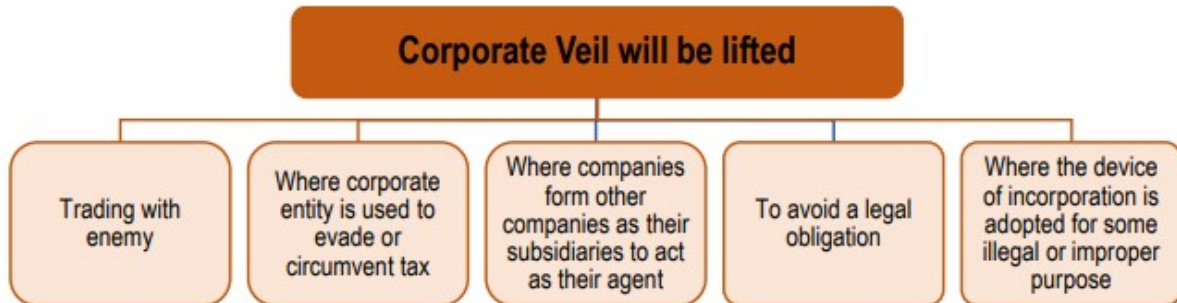 Corporate Veil will be lifted
Trading with
enemy
Where corporate
entity is used to
evade or
circumvent tax
Where companies
form other
companies as their
subsidiaries to act
as their agent
To avoid a legal
obligation
Where the device
of incorporation is
adopted for some
illegal or improper
purpose